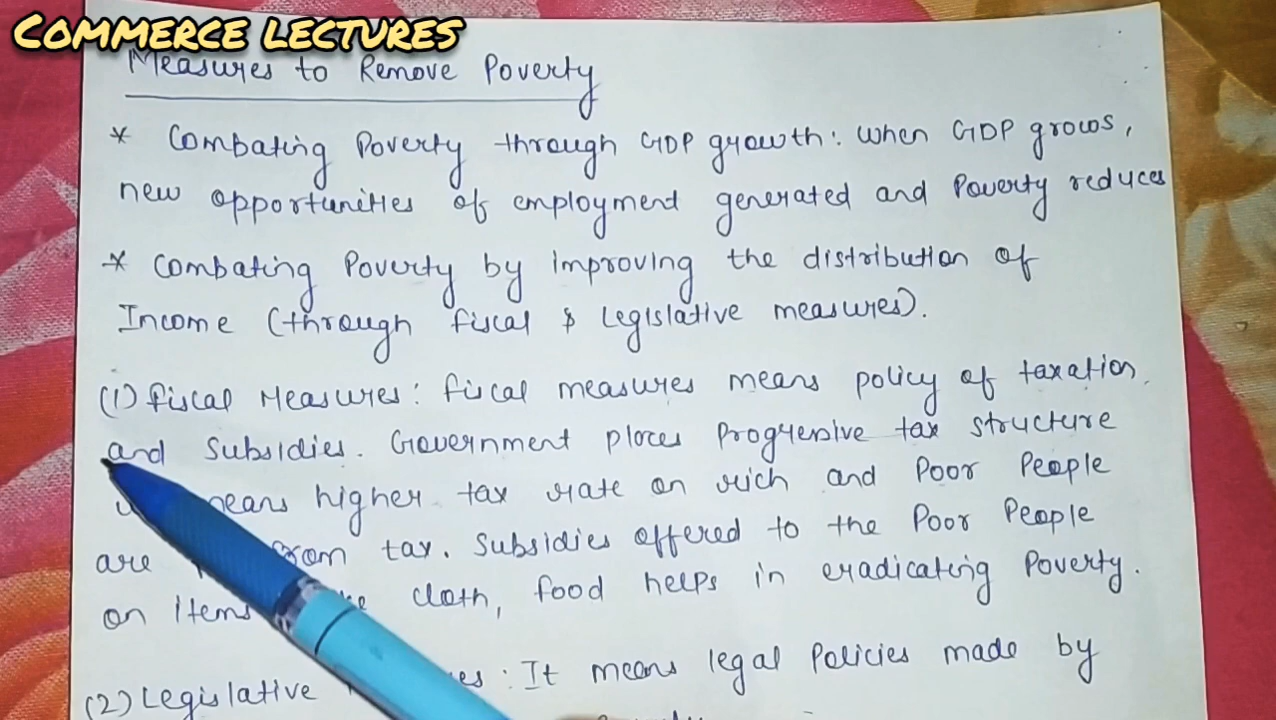 COMMERCE LECTURES
Measures to Remove Poverty
* Combating Poverty through GDP growth: When GDP grows,
new opportunities of employment generated and Poverty reduces
* Combating Poverty by improving the distribution of
Income (through fiscal & Legislative measures).
(1) Fiscal Measures: fiscal measures means policy of taxation
and Subsidies. Government places Progressive tax structure
means higher tax rate on rich and Poor People
are from tax. Subsidies offered to the Poor People
on items cloth, food helps in eradicating Poverty.
(2) Legislative : It means legal Policies made by